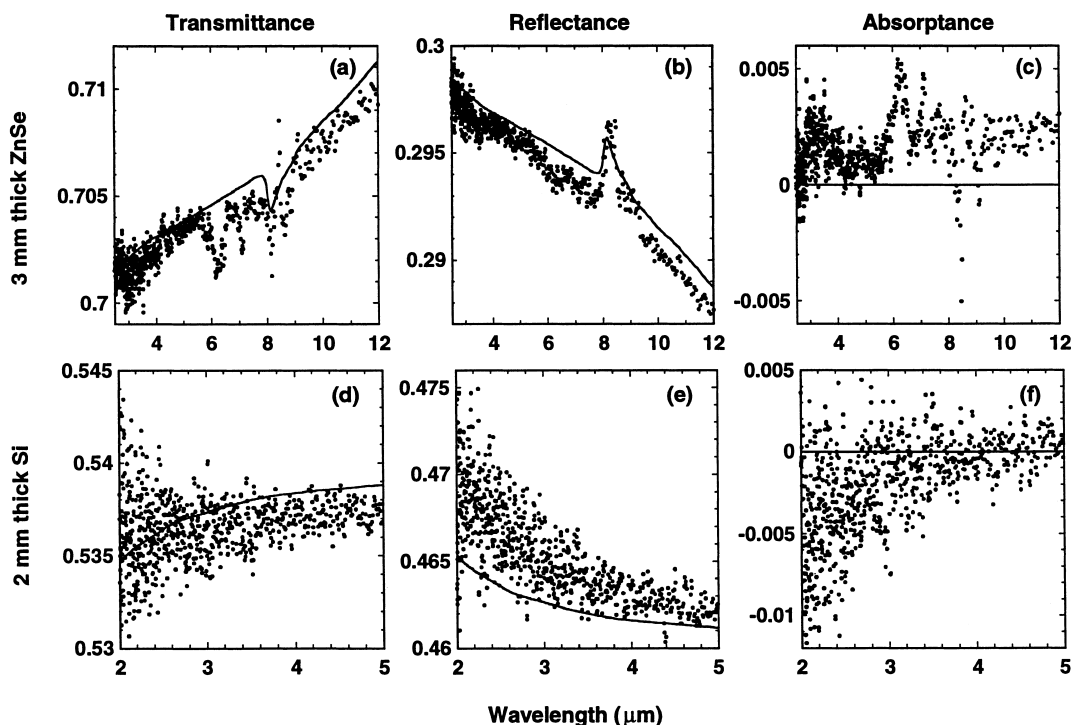 Transmittance Reflectance Absorptance
3 mm thick ZnSe
(a)
0.71
0.705
0.7
4 6 8 10 12
(b)
0.3
0.295
0.29
4 6 8 10 12
(c)
0.005
0
-0.005
4 6 8 10 12
2 mm thick Si
(d)
0.545
0.54
0.535
0.53
2 3 4 5
(e)
0.475
0.47
0.465
0.46
2 3 4 5
(f)
0.005
0
-0.005
-0.01
2 3 4 5
Wavelength (μm)